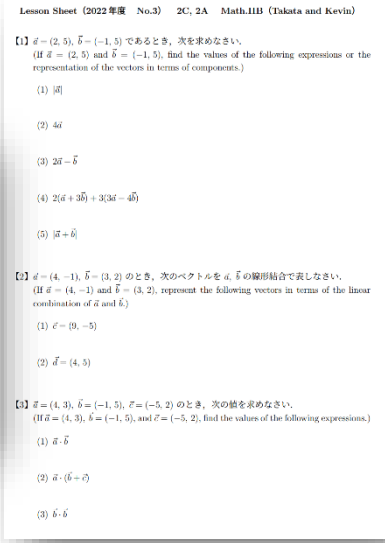 Lesson Sheet (2022年度 No.3) 2C, 2A Math.IIB (Takata and Kevin)
【1】 a⃗ = (2, 5), b⃗ = (−1, 5) であるとき, 次を求めなさい.
(If a⃗ = (2, 5) and b⃗ = (−1, 5), find the values of the following expressions or the
representation of the vectors in terms of components.)
(1) |a⃗|
(2) 4a⃗
(3) 2a⃗ − b⃗
(4) 2(a⃗ + 3b⃗) + 3(3a⃗ − 4b⃗)
(5) |a⃗ + b⃗|
【2】 a⃗ = (4, −1), b⃗ = (3, 2) のとき, 次のベクトルを a⃗, b⃗ の線形結合で表しなさい.
(If a⃗ = (4, −1) and b⃗ = (3, 2), represent the following vectors in terms of the linear
combination of a⃗ and b⃗.)
(1) c⃗ = (9, −5)
(2) d⃗ = (4, 5)
【3】 a⃗ = (4, 3), b⃗ = (−1, 5), c⃗ = (−5, 2) のとき, 次の値を求めなさい.
(If a⃗ = (4, 3), b⃗ = (−1, 5), and c⃗ = (−5, 2), find the values of the following expressions.)
(1) a⃗ · b⃗
(2) a⃗ · (b⃗ + c⃗)
(3) b⃗ · b⃗